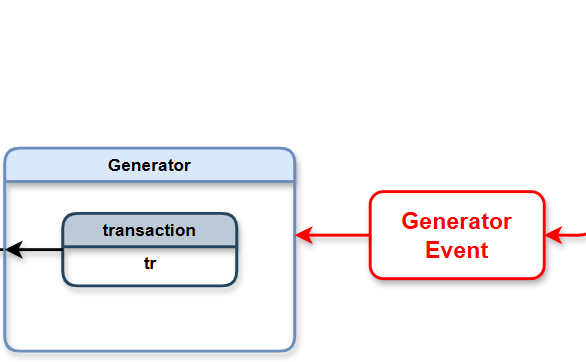 Generator
transaction
tr
Generator
Event